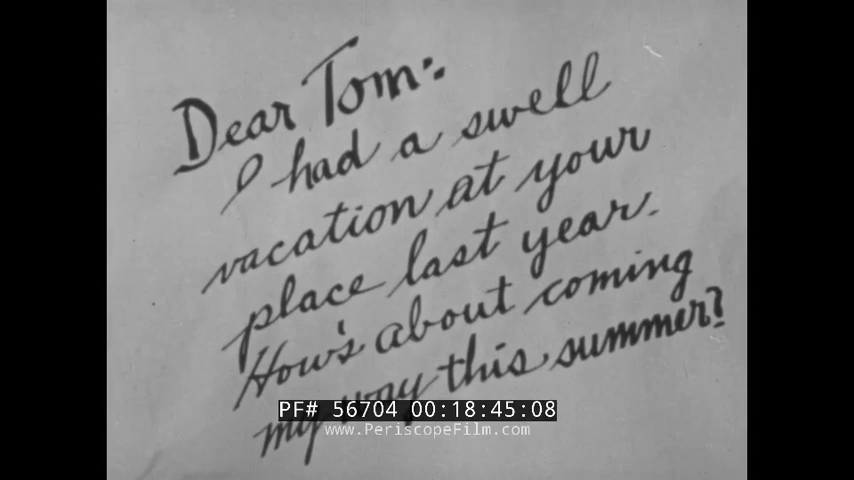 Dear Tom:
I had a swell
vacation at your
place last year.
How's about coming
my way this summer?
PF# 56704 00:18:45:08
www.PeriscopeFilm.com